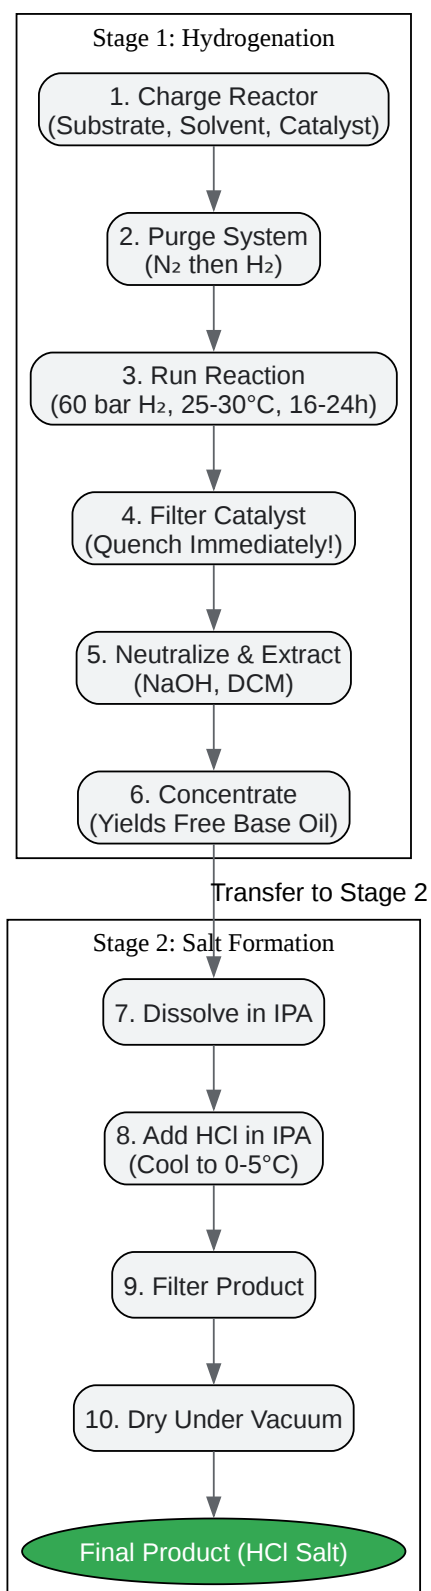 Stage 1: Hydrogenation
1. Charge Reactor
(Substrate, Solvent, Catalyst)
2. Purge System
(N₂ then H₂)
3. Run Reaction
(60 bar H₂, 25-30°C, 16-24h)
4. Filter Catalyst
(Quench Immediately!)
5. Neutralize & Extract
(NaOH, DCM)
6. Concentrate
(Yields Free Base Oil)
Transfer to Stage 2
Stage 2: Salt Formation
7. Dissolve in IPA
8. Add HCl in IPA
(Cool to 0-5°C)
9. Filter Product
10. Dry Under Vacuum
Final Product (HCl Salt)